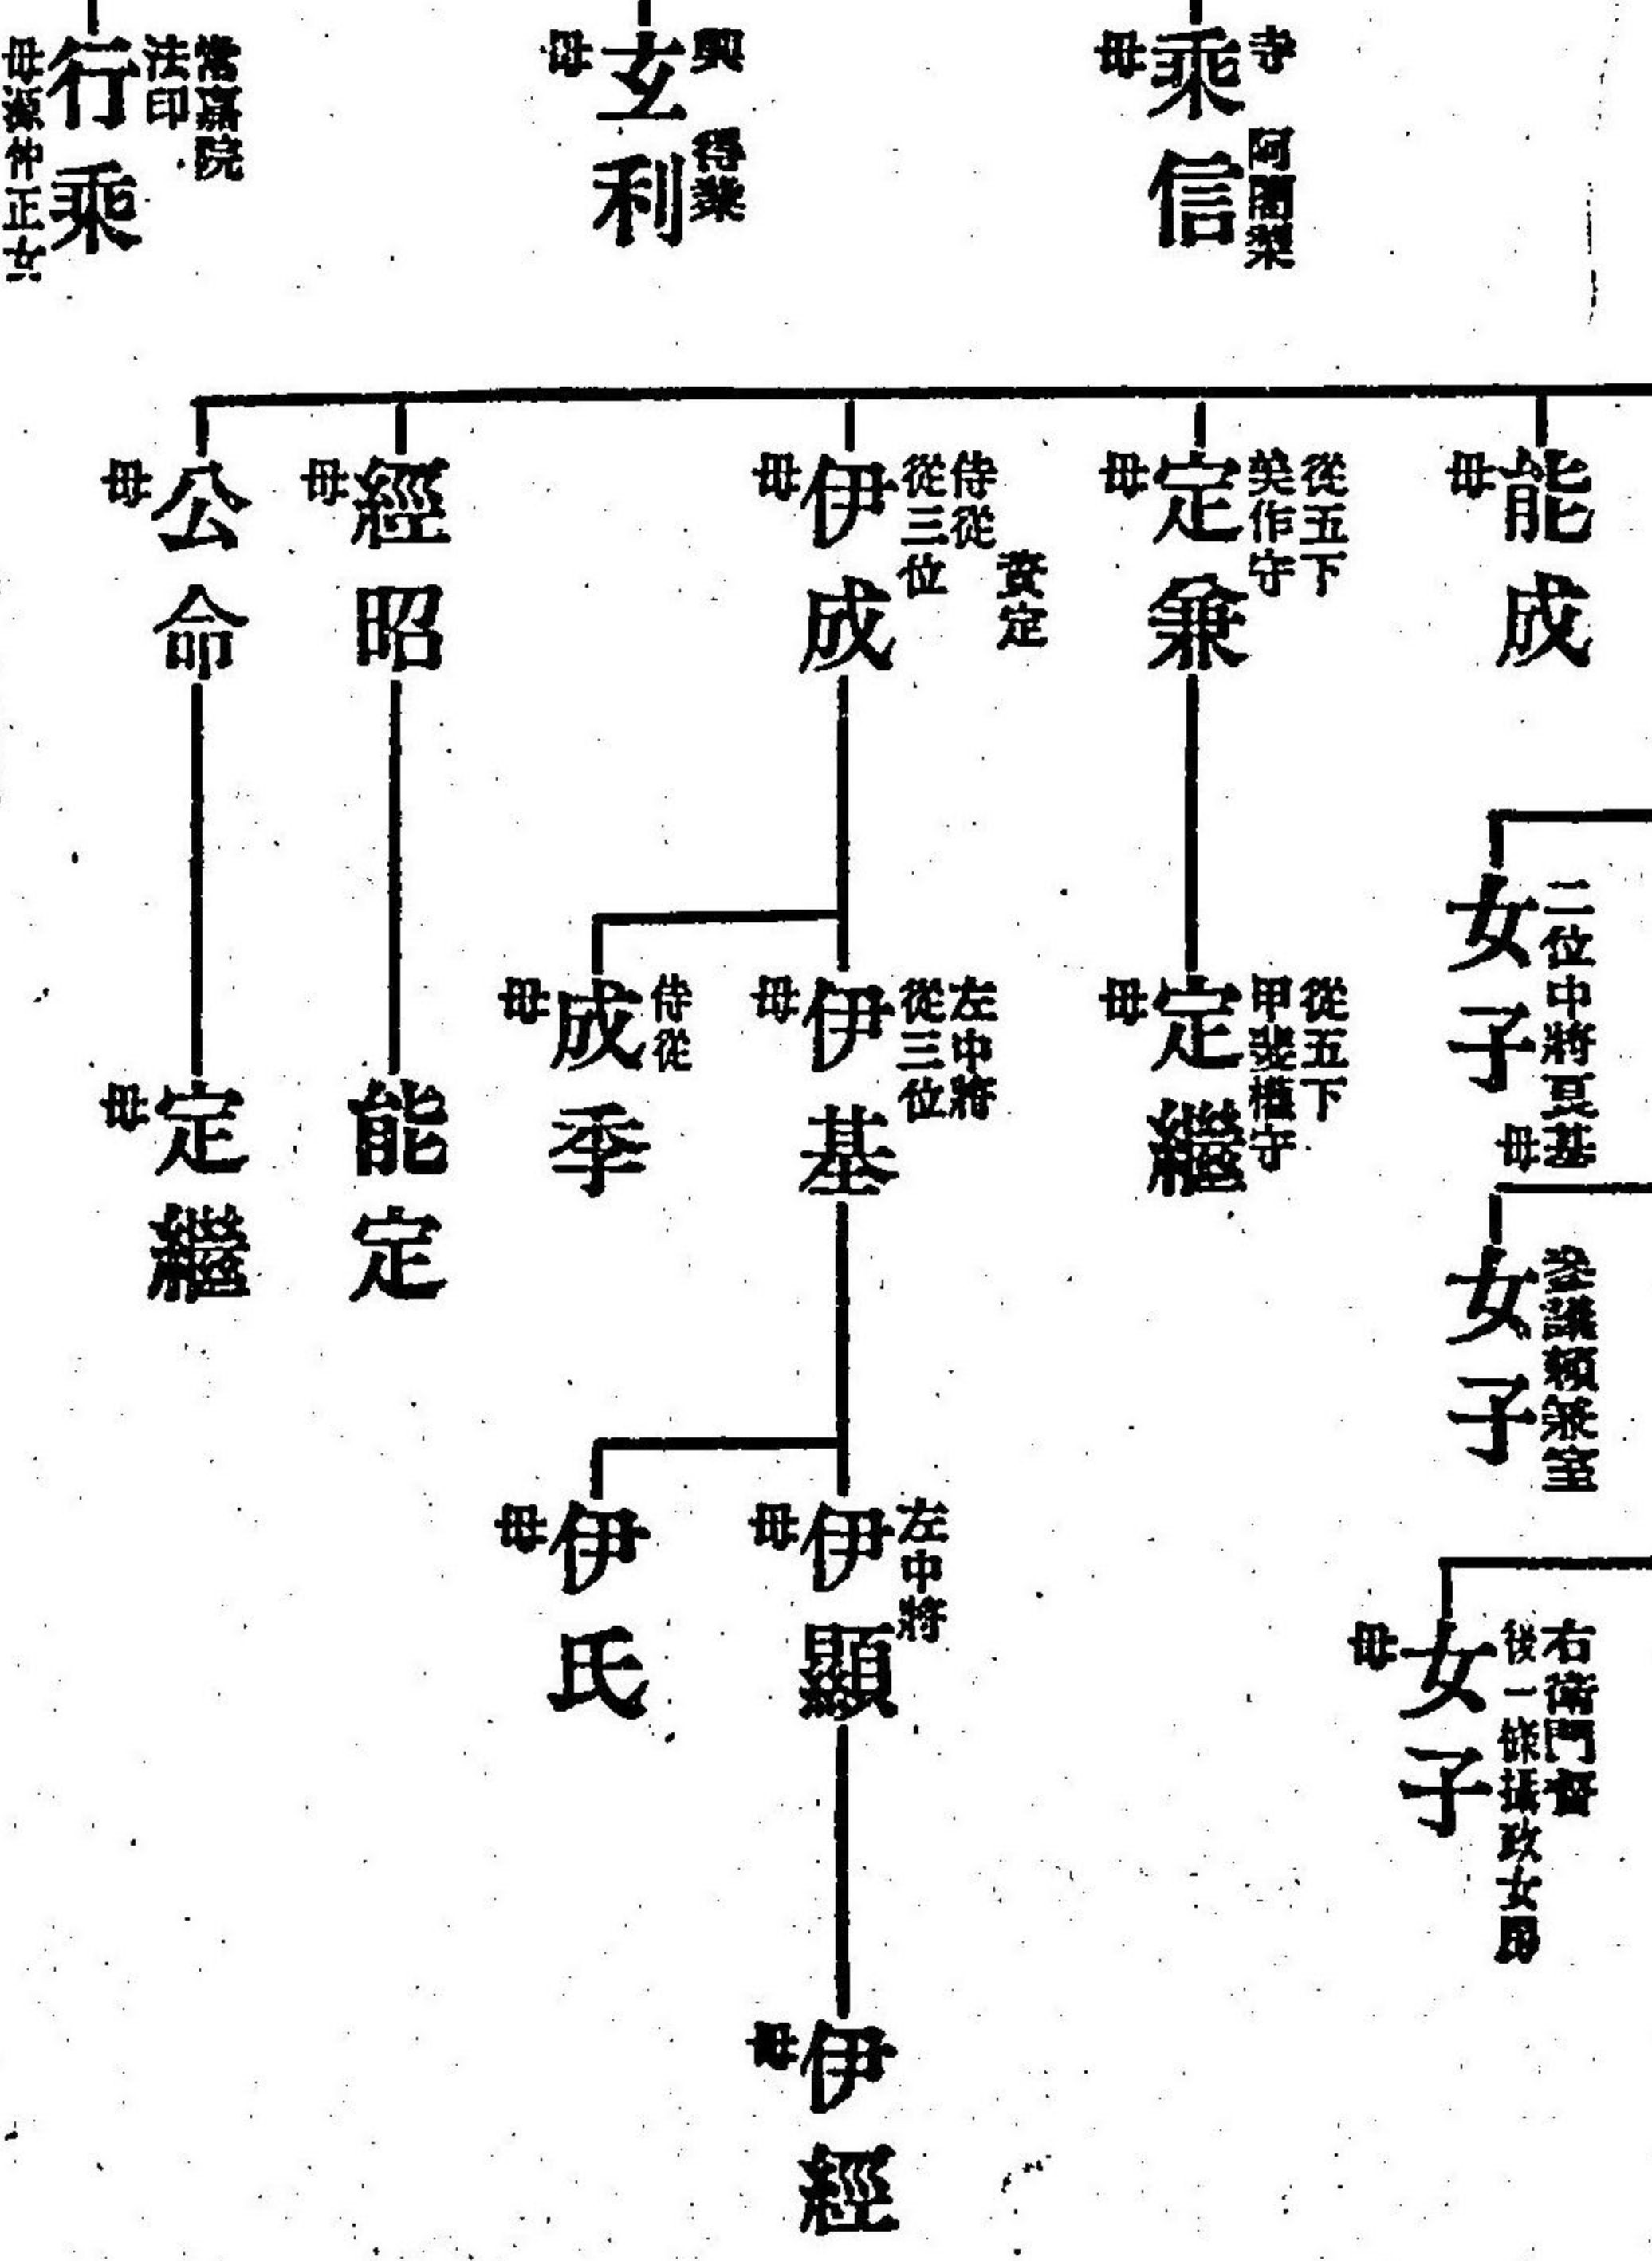 寺
阿闍梨
乘信
母
興
得業
玄利
母
常嘉院
法印
行乘
母源仲正女
能成
母
從五下
美作守
定兼
母
從五下
甲斐權守
定繼
母
資定
侍從
從三位
伊成
母
左中將
從三位
伊基
母
侍從
成季
母
左中將
伊顯
母
伊氏
母
伊經
母
經昭
母
能定
公命
母
定繼
母
二位中將基
女子
母
參議賴兼室
女子
右衛門督
後一條攝政女房
女子
母